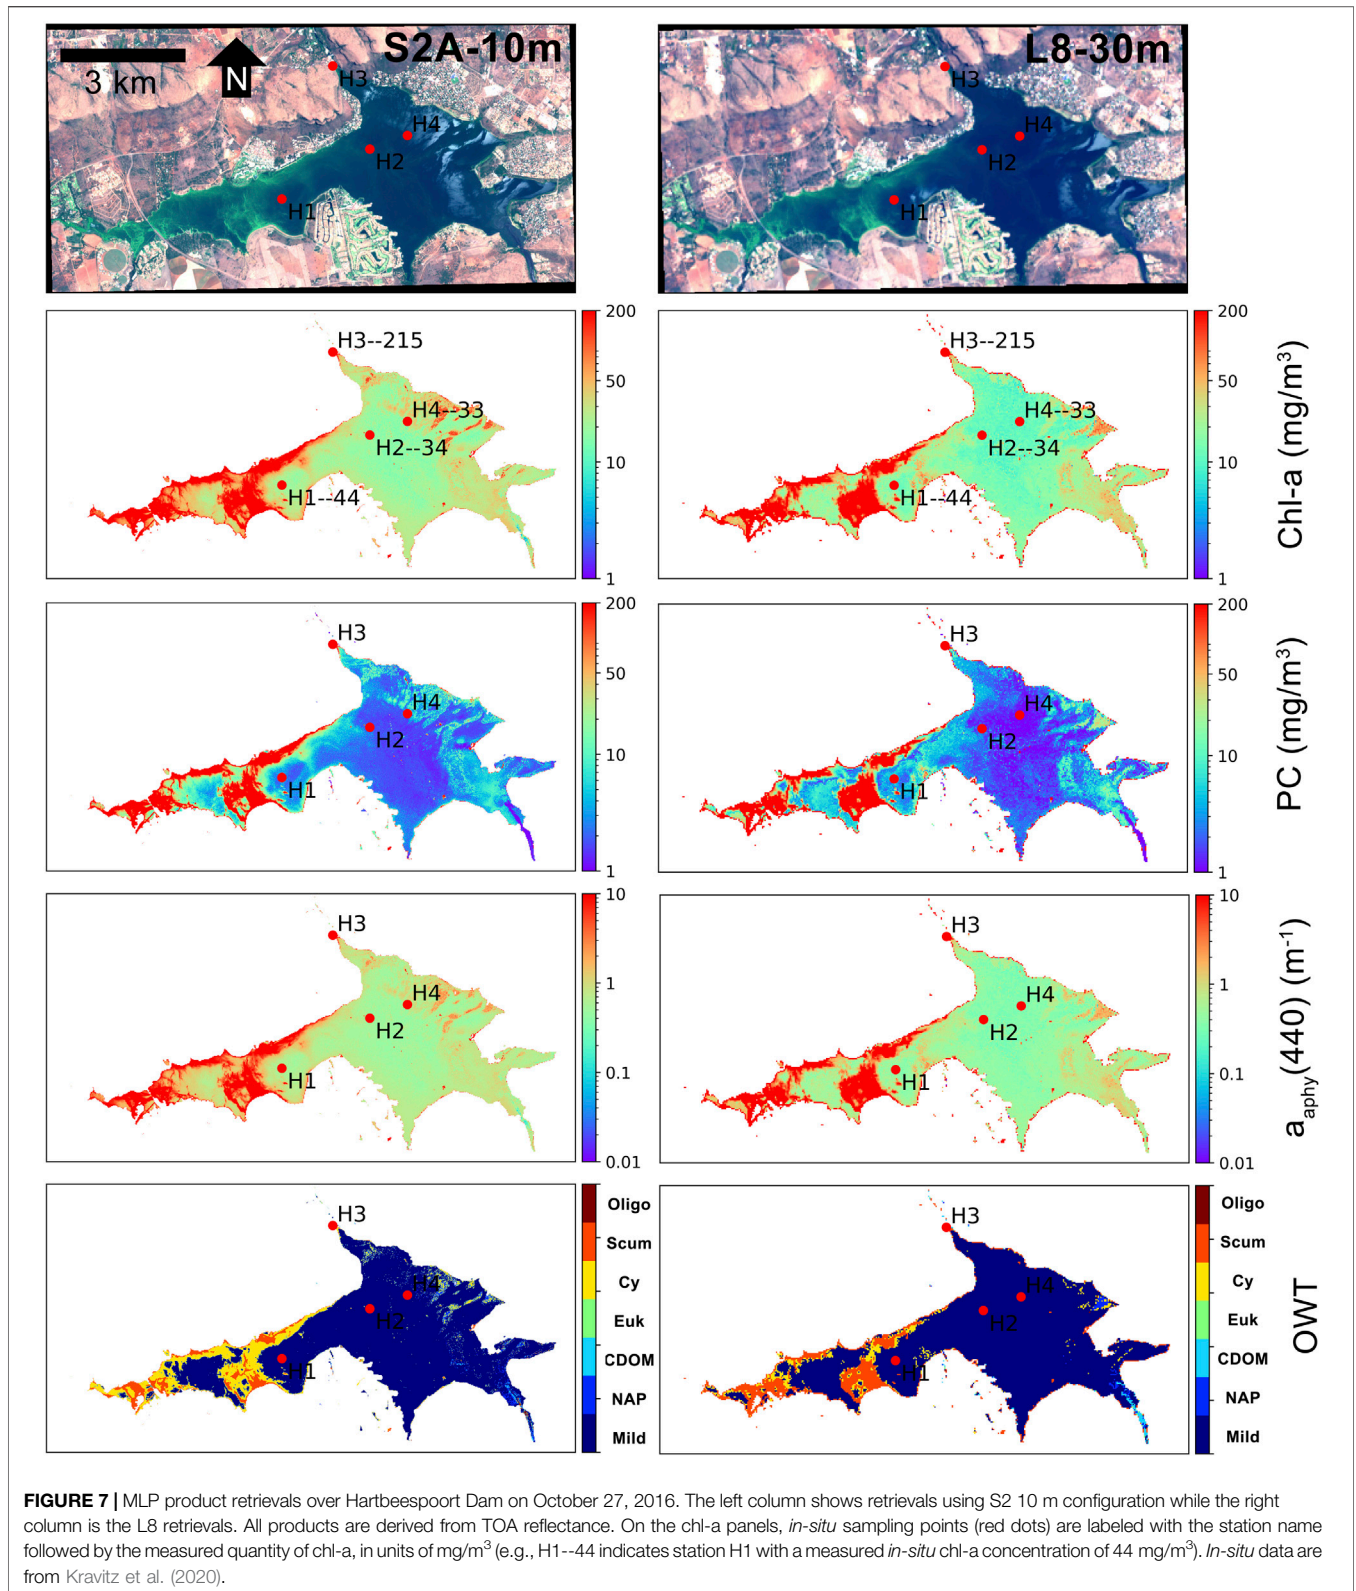 S2A-10m
L8-30m
3 km
N
H3
H4
H2
H1
H3
H4
H2
H1
H3--215
H4--33
H2--34
H1--44
200
50
10
1
H3--215
H4--33
H2--34
H1--44
200
50
10
1
Chl-a (mg/m³)
H3
H4
H2
H1
200
50
10
1
H3
H4
H2
H1
200
50
10
1
PC (mg/m³)
H3
H4
H2
H1
10
1
0.1
0.01
H3
H4
H2
H1
10
1
0.1
0.01
aaphy(440) (m⁻¹)
H3
H4
H2
H1
Oligo
Scum
Cy
Euk
CDOM
NAP
Mild
H3
H4
H2
H1
Oligo
Scum
Cy
Euk
CDOM
NAP
Mild
OWT
FIGURE 7 | MLP product retrievals over Hartbeespoort Dam on October 27, 2016. The left column shows retrievals using S2 10 m configuration while the right
column is the L8 retrievals. All products are derived from TOA reflectance. On the chl-a panels, in-situ sampling points (red dots) are labeled with the station name
followed by the measured quantity of chl-a, in units of mg/m³ (e.g., H1--44 indicates station H1 with a measured in-situ chl-a concentration of 44 mg/m³). In-situ data are
from Kravitz et al. (2020).